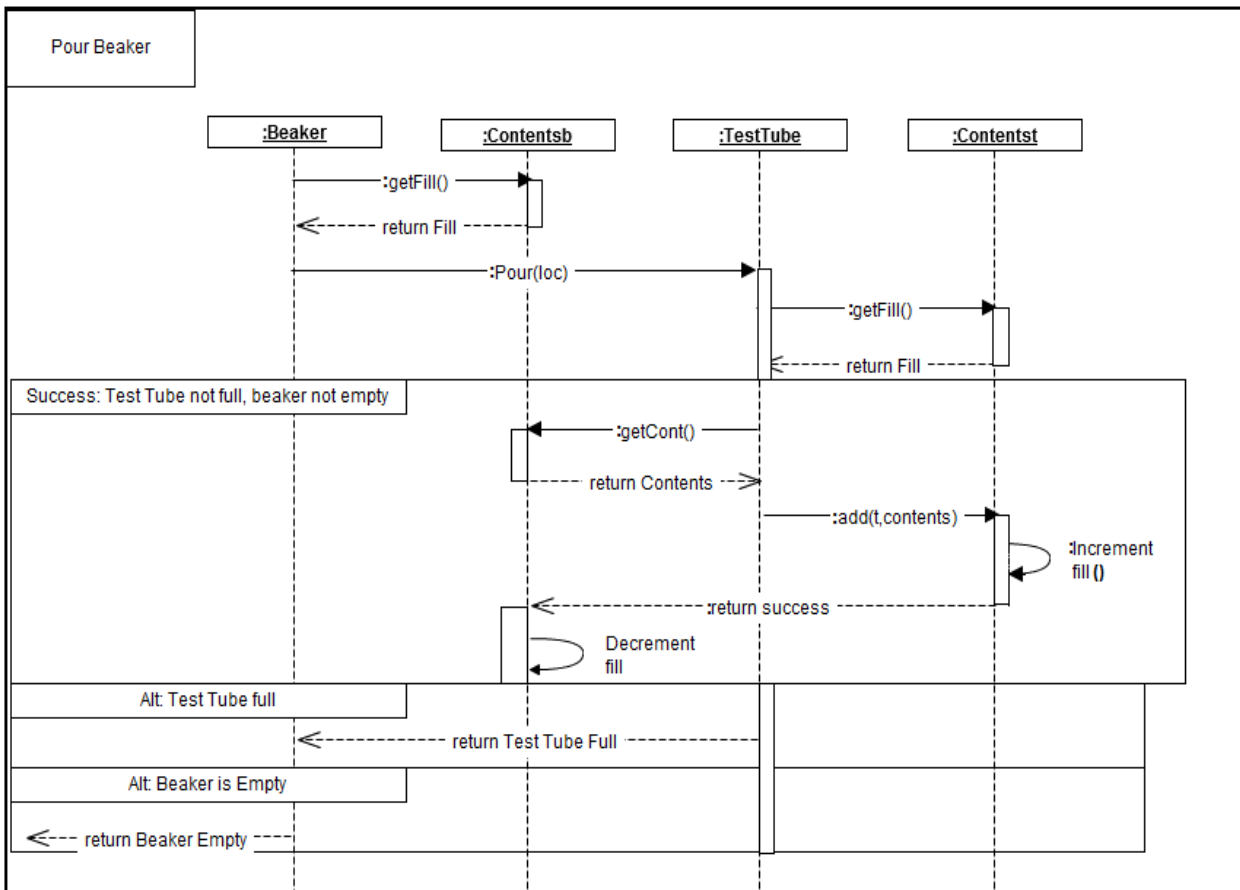 Pour Beaker
:Beaker
:Contentsb
:TestTube
:Contentst
:getFill()
return Fill
:Pour(loc)
:getFill()
return Fill
Success: Test Tube not full, beaker not empty
:getCont()
return Contents
:add(t,contents)
:Increment
fill ()
:return success
Decrement
fill
Alt: Test Tube full
return Test Tube Full
Alt: Beaker is Empty
return Beaker Empty